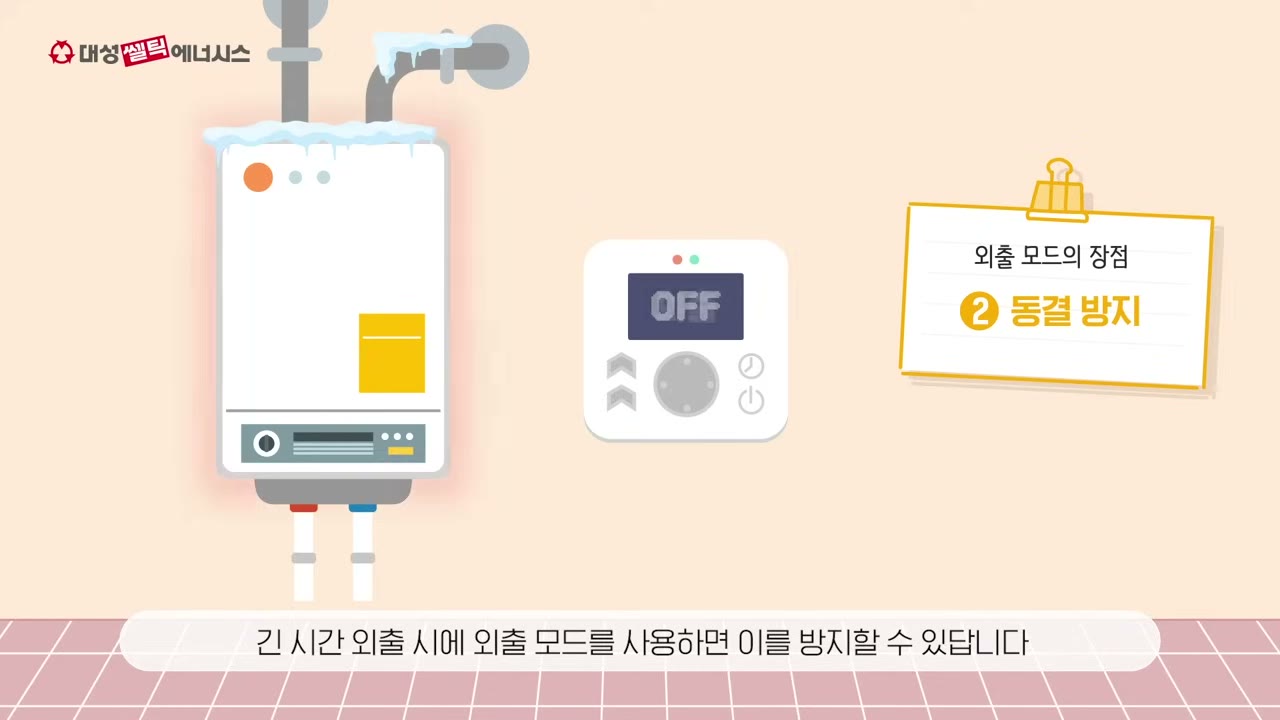 대성쎌틱에너시스
외출 모드의 장점
2 동결 방지
OFF
긴 시간 외출 시에 외출 모드를 사용하면 이를 방지할 수 있답니다